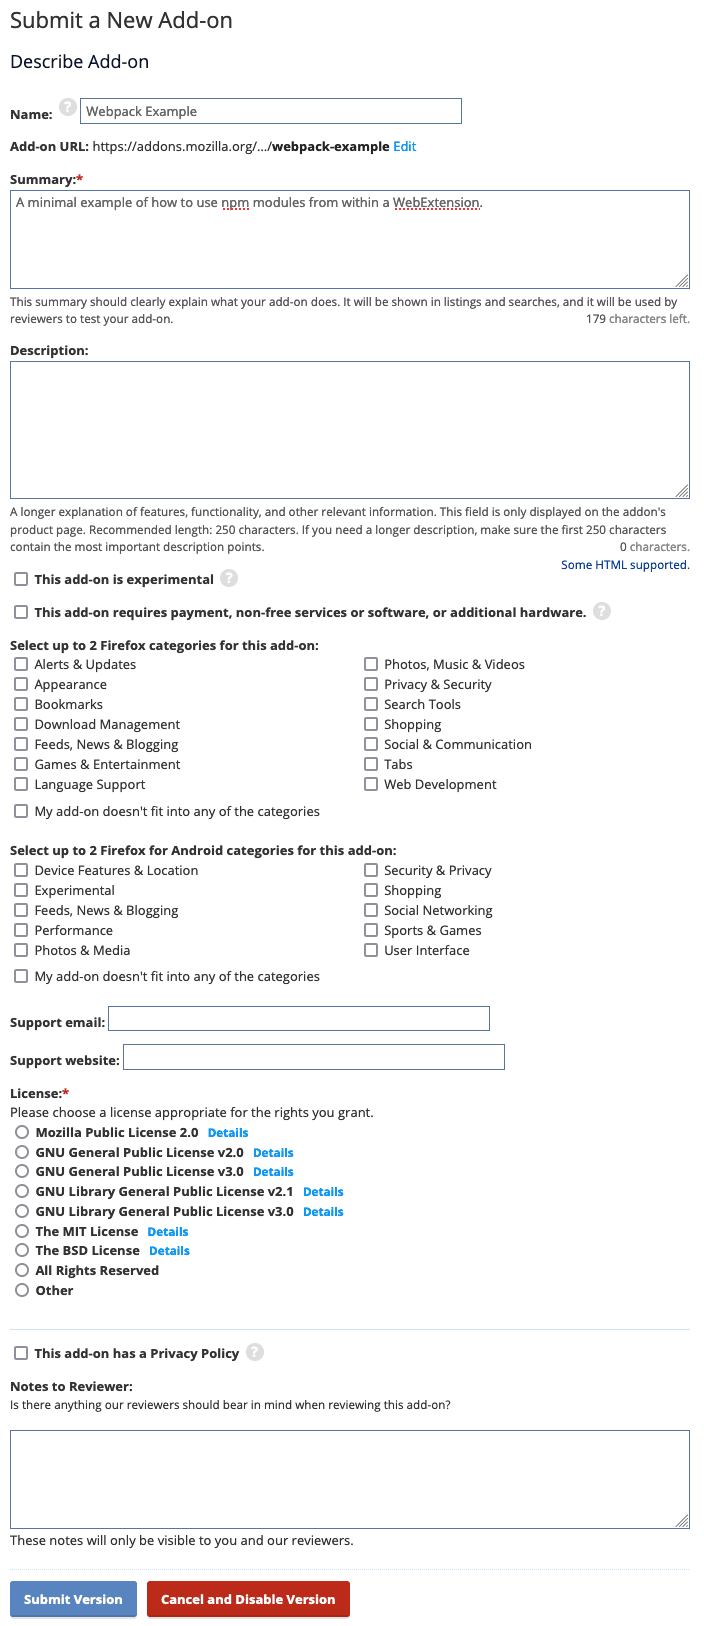 Submit a New Add-on
Describe Add-on
Name: ? Webpack Example
Add-on URL: https://addons.mozilla.org/.../webpack-example Edit
Summary:*
A minimal example of how to use npm modules from within a WebExtension.
This summary should clearly explain what your add-on does. It will be shown in listings and searches, and it will be used by
reviewers to test your add-on. 179 characters left.
Description:
A longer explanation of features, functionality, and other relevant information. This field is only displayed on the addon's
product page. Recommended length: 250 characters. If you need a longer description, make sure the first 250 characters
contain the most important description points. 0 characters.
Some HTML supported.
This add-on is experimental ?
This add-on requires payment, non-free services or software, or additional hardware. ?
Select up to 2 Firefox categories for this add-on:
Alerts & Updates Photos, Music & Videos
Appearance Privacy & Security
Bookmarks Search Tools
Download Management Shopping
Feeds, News & Blogging Social & Communication
Games & Entertainment Tabs
Language Support Web Development
My add-on doesn't fit into any of the categories
Select up to 2 Firefox for Android categories for this add-on:
Device Features & Location Security & Privacy
Experimental Shopping
Feeds, News & Blogging Social Networking
Performance Sports & Games
Photos & Media User Interface
My add-on doesn't fit into any of the categories
Support email:
Support website:
License:*
Please choose a license appropriate for the rights you grant.
Mozilla Public License 2.0 Details
GNU General Public License v2.0 Details
GNU General Public License v3.0 Details
GNU Library General Public License v2.1 Details
GNU Library General Public License v3.0 Details
The MIT License Details
The BSD License Details
All Rights Reserved
Other
This add-on has a Privacy Policy ?
Notes to Reviewer:
Is there anything our reviewers should bear in mind when reviewing this add-on?
These notes will only be visible to you and our reviewers.
Submit Version Cancel and Disable Version